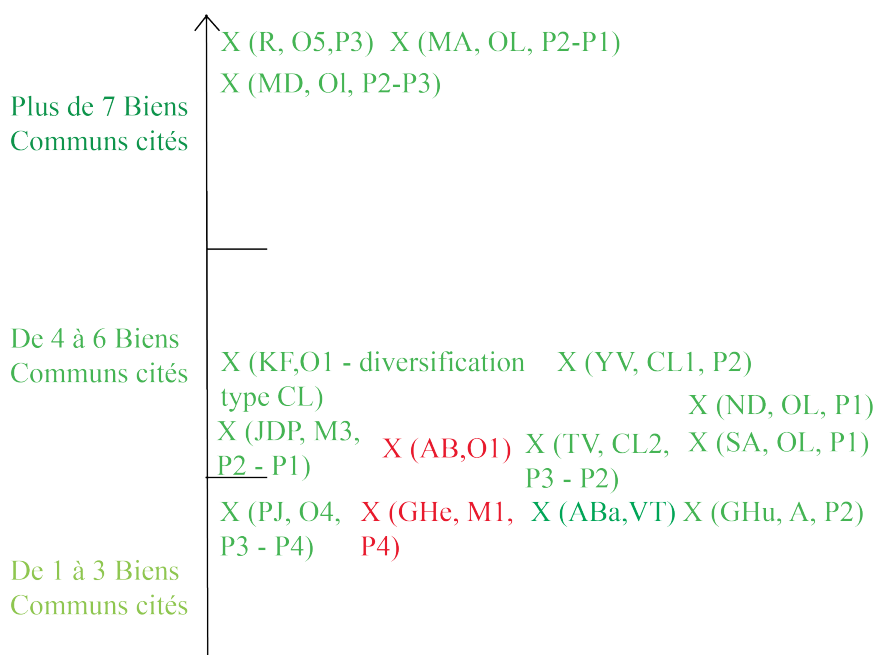 X (R, O5,P3) X (MA, OL, P2-P1)
X (MD, Ol, P2-P3)
Plus de 7 Biens
Communs cités
De 4 à 6 Biens
Communs cités
X (KF,O1 - diversification
type CL)
X (YV, CL1, P2)
X (ND, OL, P1)
X (JDP, M3,
P2 - P1)
X (AB,O1)
X (TV, CL2,
P3 - P2)
X (SA, OL, P1)
X (PJ, O4,
P3 - P4)
X (GHe, M1,
P4)
X (ABa,VT)
X (GHu, A, P2)
De 1 à 3 Biens
Communs cités